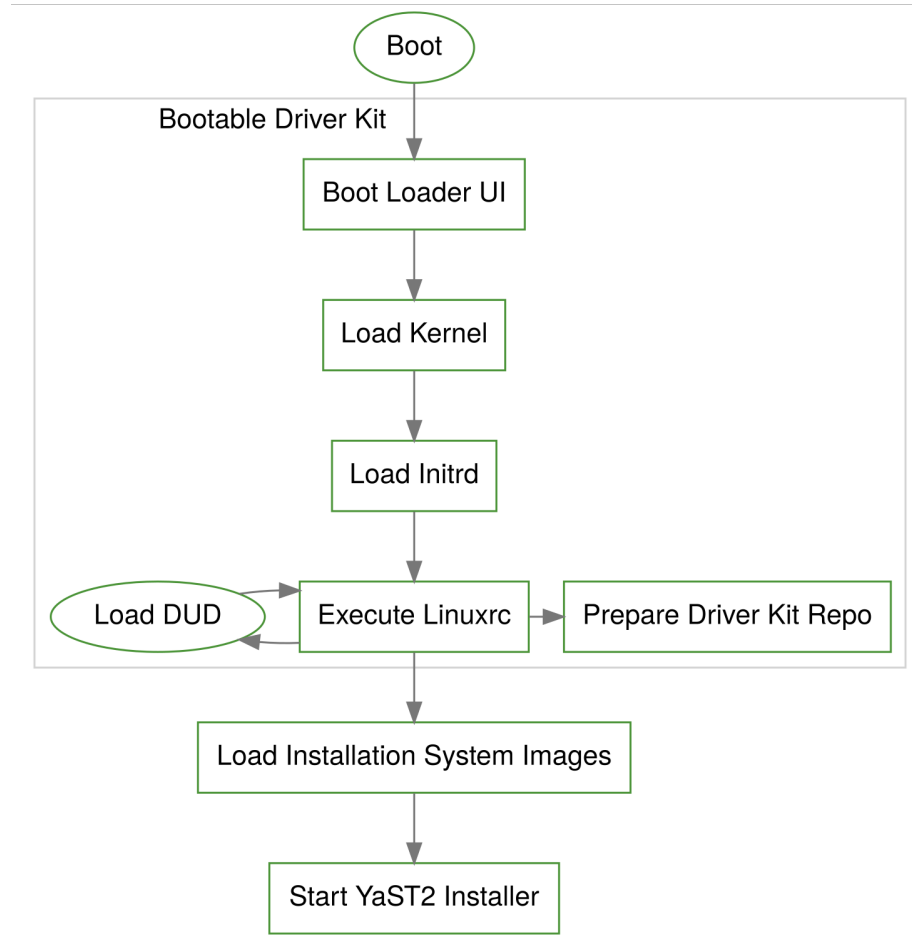 Boot
Bootable Driver Kit
Boot Loader UI
Load Kernel
Load Initrd
Load DUD
Execute Linuxrc
Prepare Driver Kit Repo
Load Installation System Images
Start YaST2 Installer